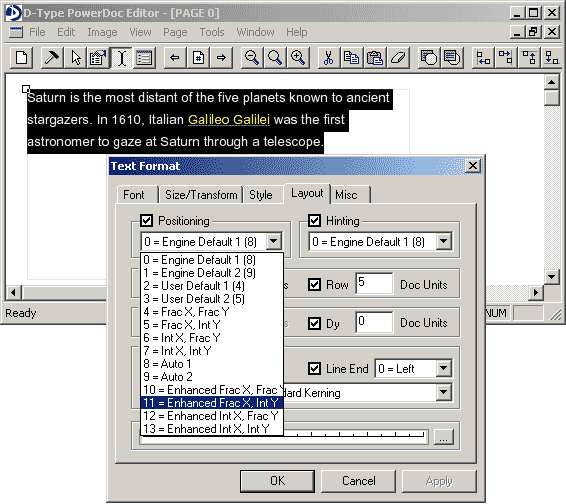 D-Type PowerDoc Editor - [PAGE 0]
File Edit Image View Page Tools Window Help
Saturn is the most distant of the five planets known to ancient
stargazers. In 1610, Italian Galileo Galilei was the first
astronomer to gaze at Saturn through a telescope.
Text Format
Font Size/Transform Style Layout Misc
Positioning Hinting
0 = Engine Default 1 (8) 0 = Engine Default 1 (8)
0 = Engine Default 1 (8)
1 = Engine Default 2 (9)
2 = User Default 1 (4)
3 = User Default 2 (5)
4 = Frac X, Frac Y
5 = Frac X, Int Y
6 = Int X, Frac Y
7 = Int X, Int Y
8 = Auto 1
9 = Auto 2
10 = Enhanced Frac X, Frac Y
11 = Enhanced Frac X, Int Y
12 = Enhanced Int X, Frac Y
13 = Enhanced Int X, Int Y
Row 5 Doc Units
Dy 0 Doc Units
Line End 0 = Left
Kerning
...
OK Cancel Apply
Ready NUM